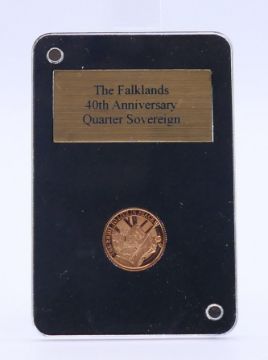 The Falklands
40th Anniversary
Quarter Sovereign